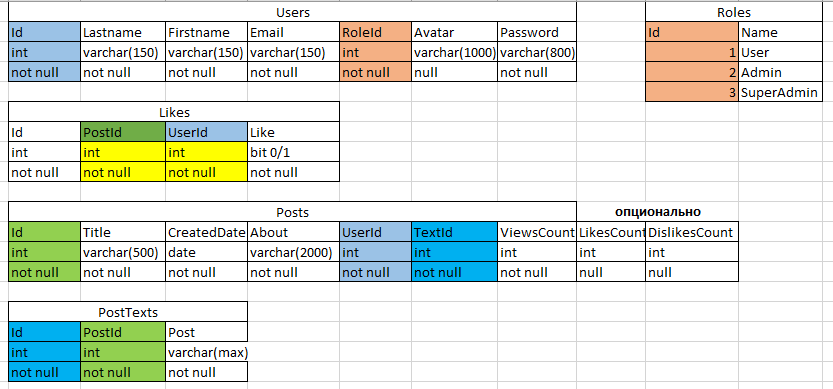 Users Roles
Id Lastname Firstname Email RoleId Avatar Password Id Name
int varchar(150) varchar(150) varchar(150) int varchar(1000) varchar(800) 1 User
not null not null not null not null not null null not null 2 Admin
3 SuperAdmin
Likes
Id PostId UserId Like
int int int bit 0/1
not null not null not null not null
Posts опционально
Id Title CreatedDate About UserId TextId ViewsCount LikesCount DislikesCount
int varchar(500) date varchar(2000) int int int int int
not null not null not null not null not null not null not null null null
PostTexts
Id PostId Post
int int varchar(max)
not null not null not null